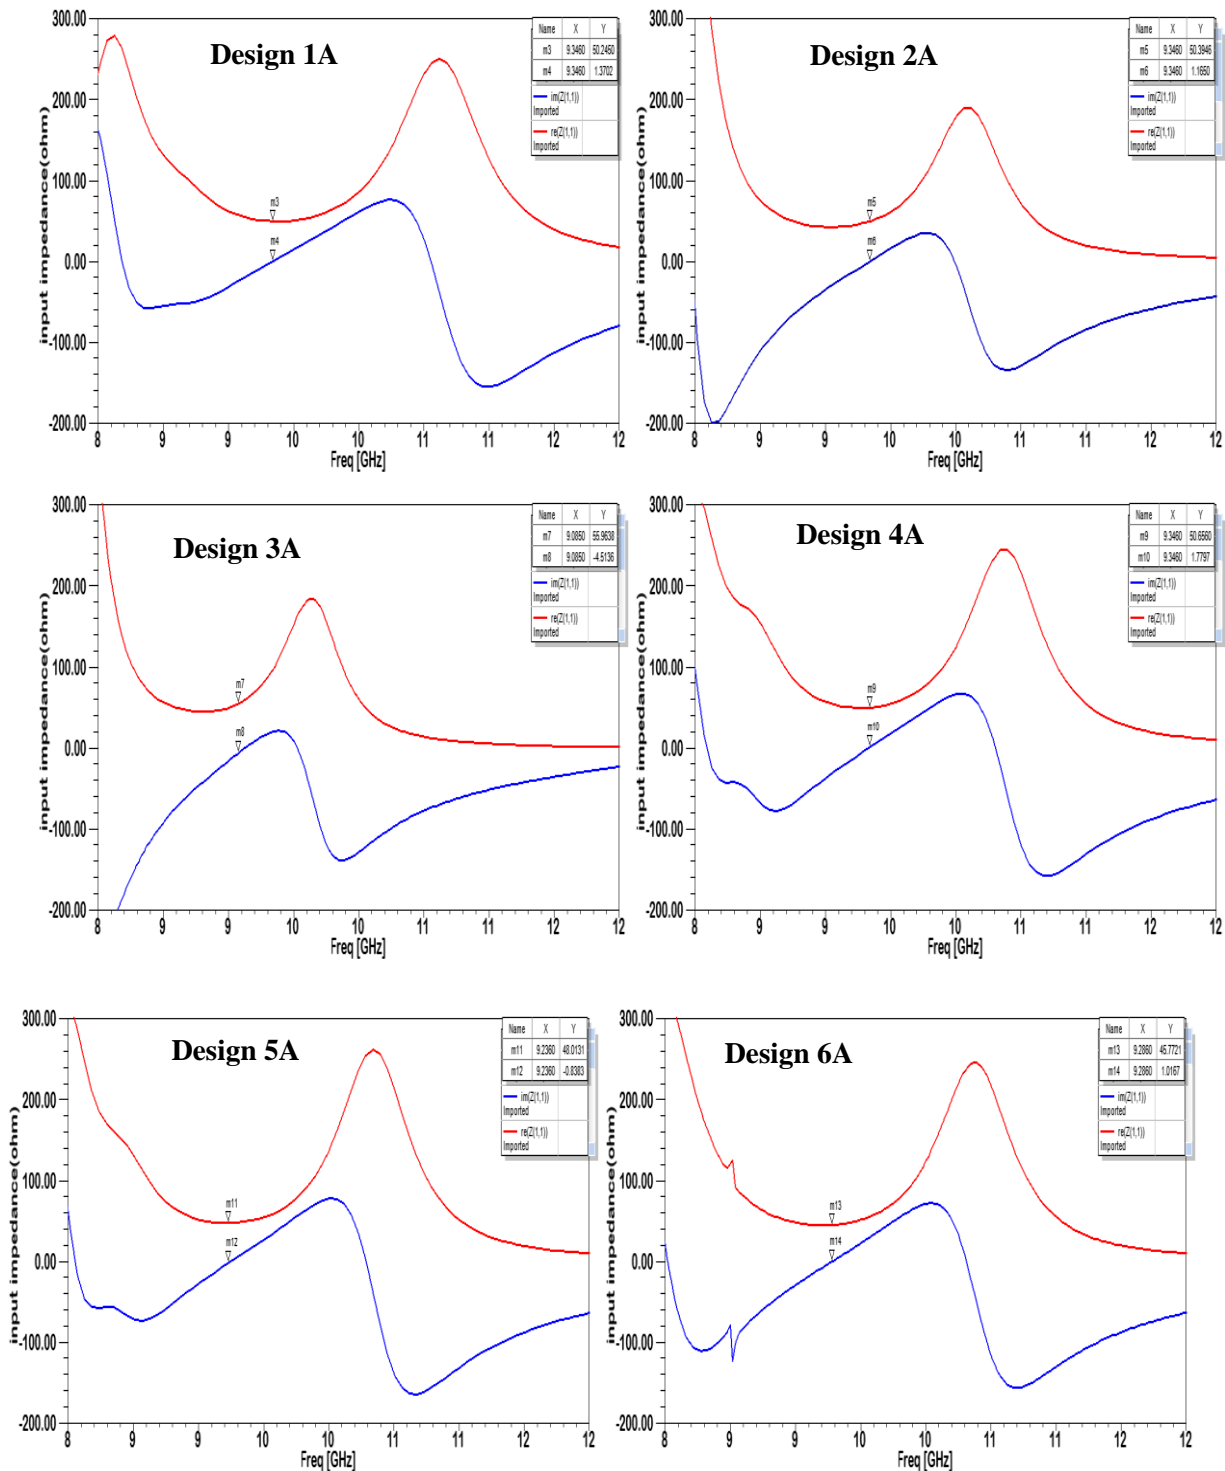 Design 1A
Name X Y
m3 9.3460 50.2450
m4 9.3460 1.3702
im(Z(1,1))
Imported
re(Z(1,1))
Imported
300.00
200.00
100.00
0.00
-100.00
-200.00
input impedance(ohm)
m3
m4
8 9 9 10 10 11 11 12 12
Freq [GHz]
Design 2A
Name X Y
m5 9.3460 50.3946
m6 9.3460 1.1650
im(Z(1,1))
Imported
re(Z(1,1))
Imported
300.00
200.00
100.00
0.00
-100.00
-200.00
input impedance(ohm)
m5
m6
8 9 9 10 10 11 11 12 12
Freq [GHz]
Design 3A
Name X Y
m7 9.0850 55.9638
m8 9.0850 -4.5136
im(Z(1,1))
Imported
re(Z(1,1))
Imported
300.00
200.00
100.00
0.00
-100.00
-200.00
input impedance(ohm)
m7
m8
8 9 9 10 10 11 11 12 12
Freq [GHz]
Design 4A
Name X Y
m9 9.3460 50.6560
m10 9.3460 1.7797
im(Z(1,1))
Imported
re(Z(1,1))
Imported
300.00
200.00
100.00
0.00
-100.00
-200.00
input impedance(ohm)
m9
m10
8 9 9 10 10 11 11 12 12
Freq [GHz]
Design 5A
Name X Y
m11 9.2360 48.0131
m12 9.2360 -0.8383
im(Z(1,1))
Imported
re(Z(1,1))
Imported
300.00
200.00
100.00
0.00
-100.00
-200.00
input impedance(ohm)
m11
m12
8 9 9 10 10 11 11 12 12
Freq [GHz]
Design 6A
Name X Y
m13 9.2860 45.7721
m14 9.2860 1.0167
im(Z(1,1))
Imported
re(Z(1,1))
Imported
300.00
200.00
100.00
0.00
-100.00
-200.00
input impedance(ohm)
m13
m14
8 9 9 10 10 11 11 12 12
Freq [GHz]